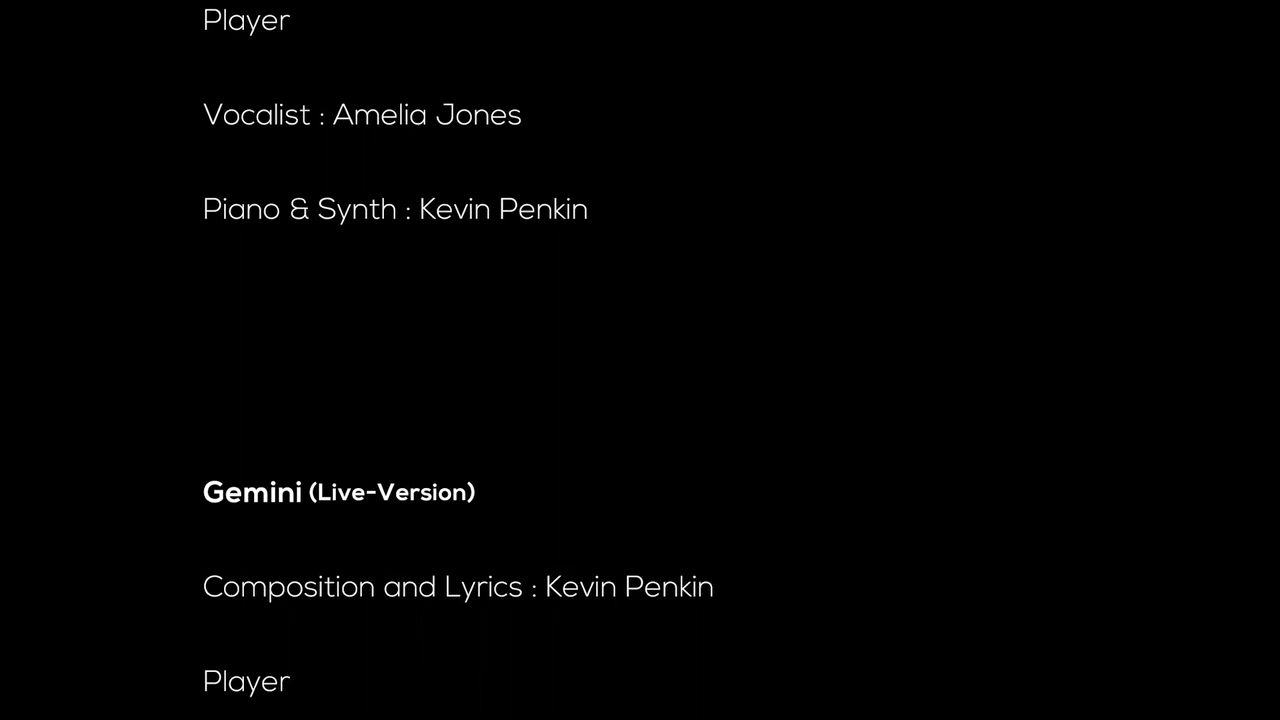 Player
Vocalist : Amelia Jones
Piano & Synth : Kevin Penkin
Gemini (Live-Version)
Composition and Lyrics : Kevin Penkin
Player